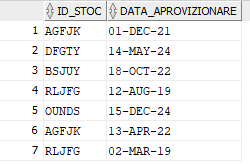 ID_STOC DATA_APROVIZIONARE
1 AGFJK 01-DEC-21
2 DFGTY 14-MAY-24
3 BSJUY 18-OCT-22
4 RLJFG 12-AUG-19
5 OUNDS 15-DEC-24
6 AGFJK 13-APR-22
7 RLJFG 02-MAR-19